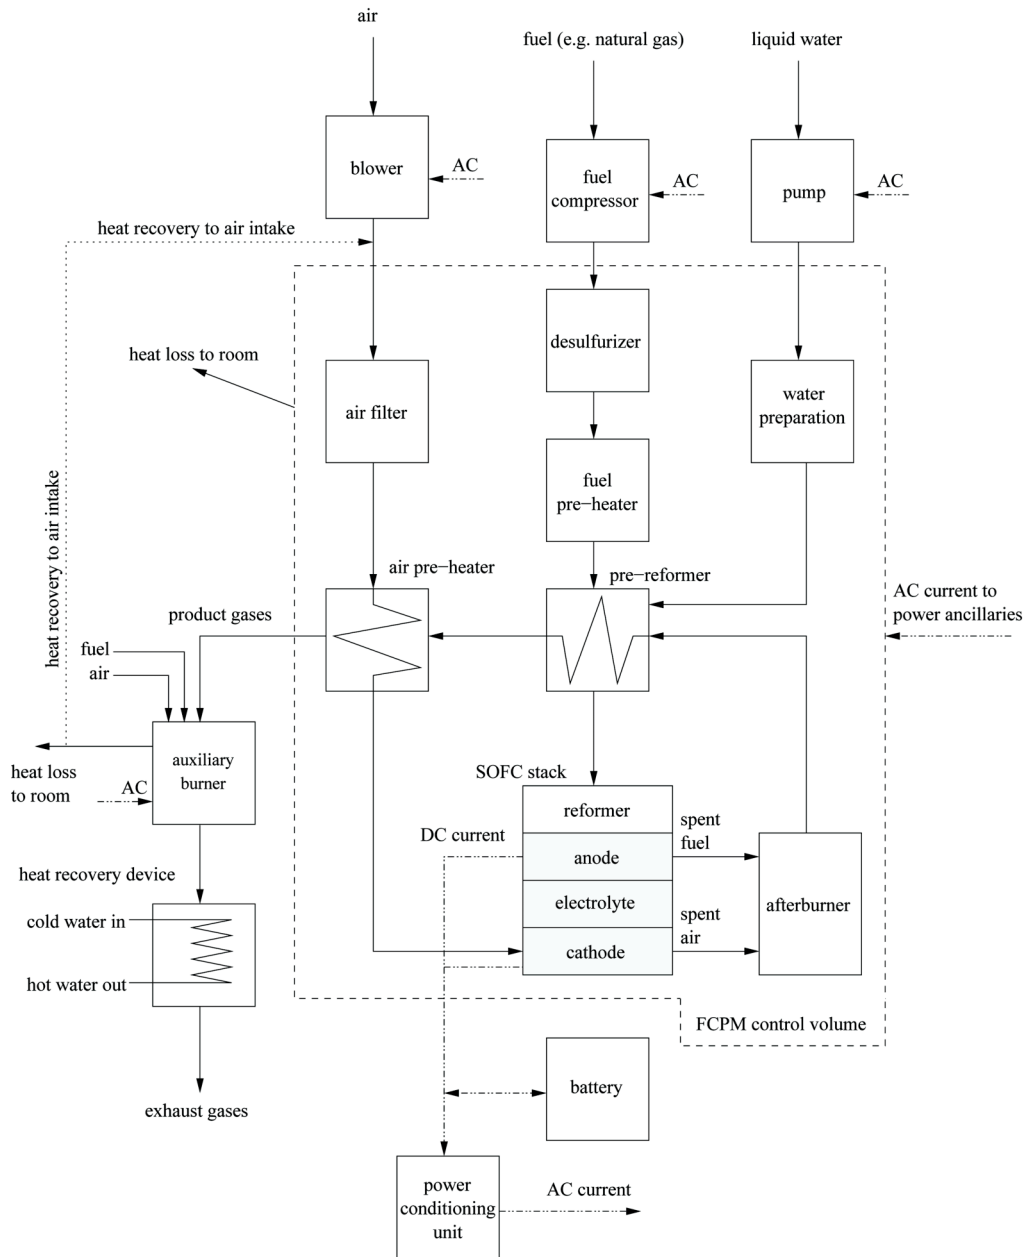 air
fuel (e.g. natural gas)
liquid water
blower
AC
fuel
compressor
AC
pump
AC
heat recovery to air intake
desulfurizer
heat loss to room
air filter
water
preparation
fuel
pre−heater
heat recovery to air intake
air pre−heater
pre−reformer
AC current to
power ancillaries
product gases
fuel
air
auxiliary
burner
heat loss
to room
AC
SOFC stack
reformer
DC current
anode
spent
fuel
electrolyte
afterburner
spent
air
cathode
heat recovery device
cold water in
hot water out
FCPM control volume
battery
exhaust gases
power
conditioning
unit
AC current